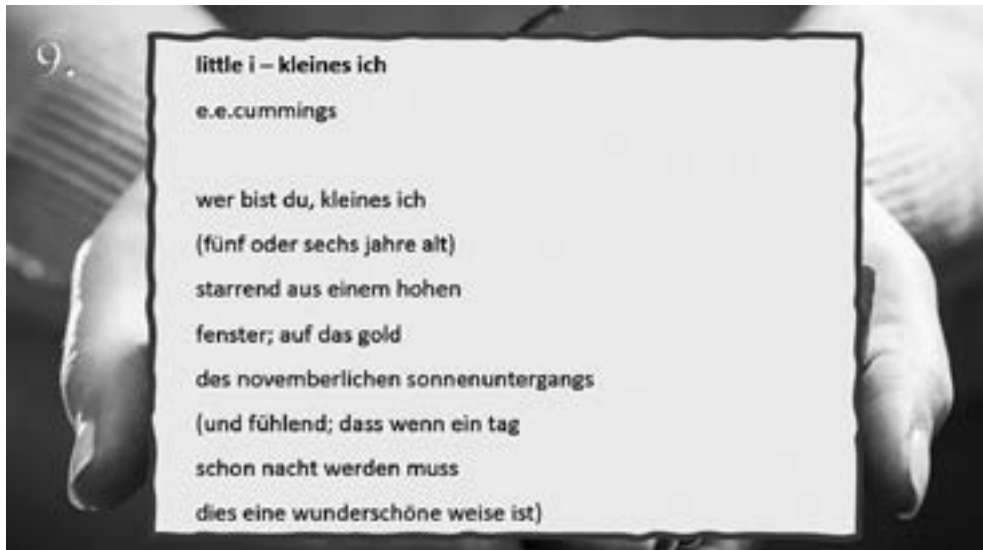 9.
little i – kleines ich
e.e.cummings
wer bist du, kleines ich
(fünf oder sechs jahre alt)
starrend aus einem hohen
fenster; auf das gold
des novemberlichen sonnenuntergangs
(und fühlend; dass wenn ein tag
schon nacht werden muss
dies eine wunderschöne weise ist)